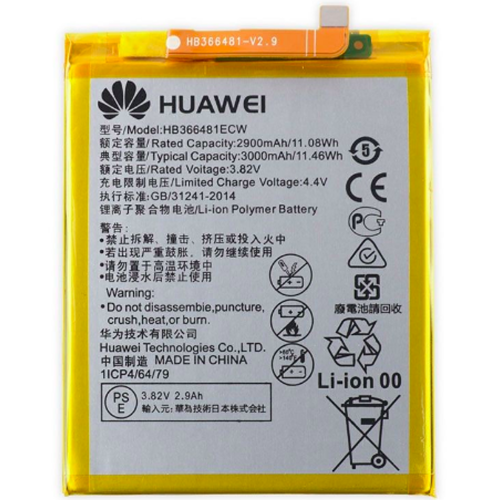 HB366481-V2.9
HUAWEI
型号/Model:HB366481ECW
额定容量/Rated Capacity:2900mAh/11.08Wh
典型容量/Typical Capacity:3000mAh/11.46Wh
额定电压/Rated Voltage:3.82V
充电限制电压/Limited Charge Voltage:4.4V
执行标准:GB/31241-2014
锂离子聚合物电池/Li-ion Polymer Battery
5
警告:
•禁止拆解、撞击、挤压或投入火中
•若出现严重鼓胀、请勿继续使用
•请勿置于高温环境中
•电池浸水后禁止使用
廢電池請回收
Warning:
•Do not disassemble,puncture,
crush,heat,or burn.
华为技术有限公司
Huawei Technologies Co.,Ltd.
中国制造 MADE IN CHINA
1ICP4/64/79
Li-ion 00
PS
E
3.82V 2.9Ah
輸入元: 華為技術日本株式会社